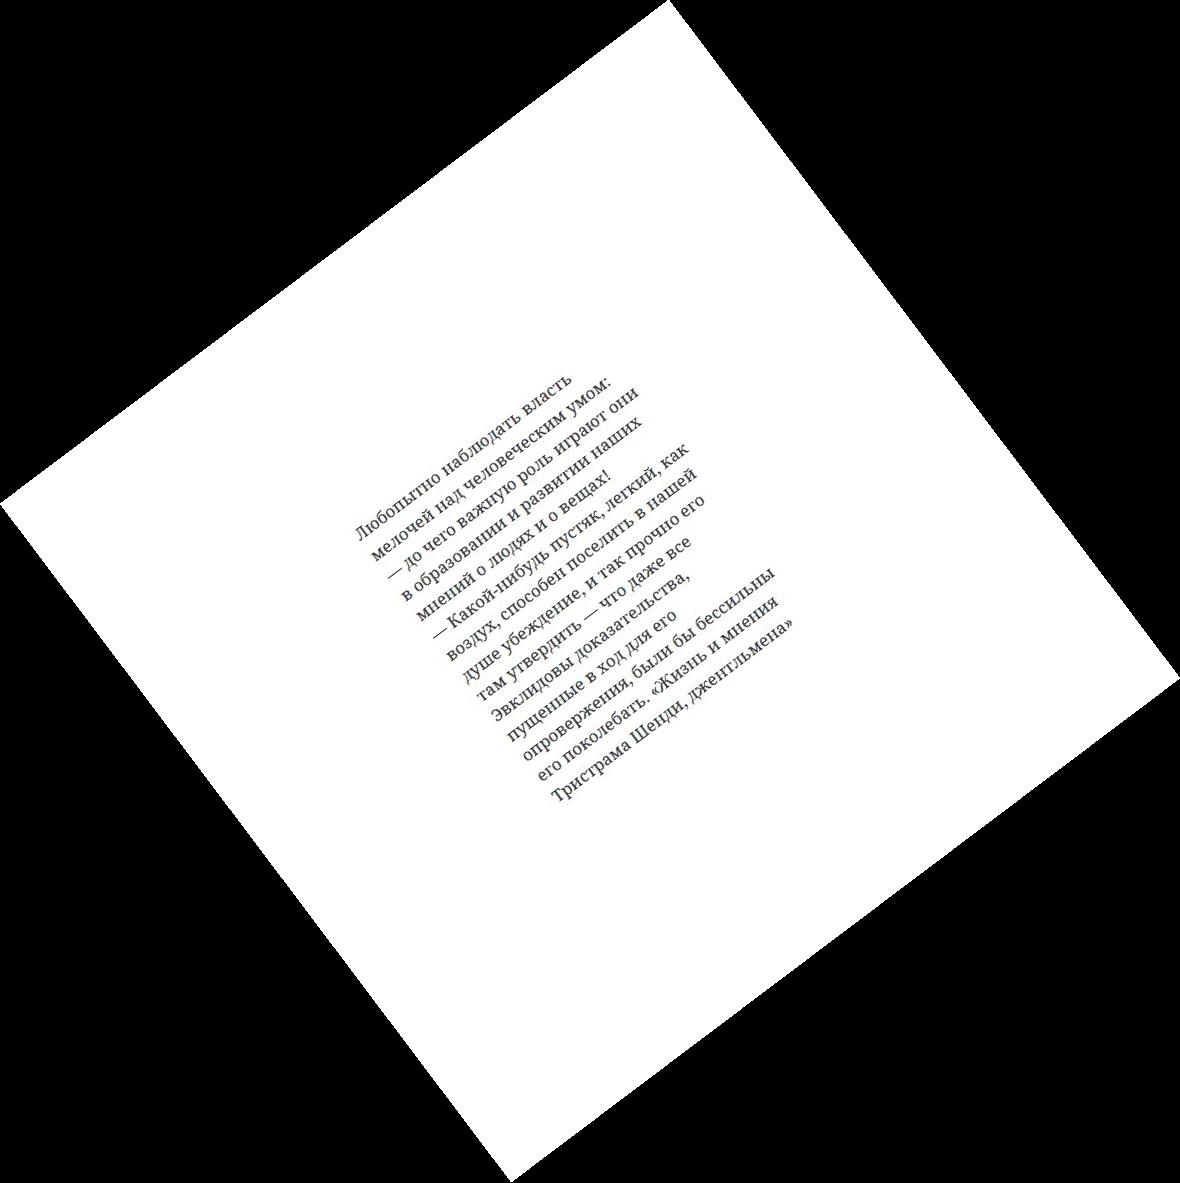 Любопытно наблюдать власть
мелочей над человеческим умом:
— до чего важную роль играют они
в образовании и развитии наших
мнений о людях и о вещах!
— Какой-нибудь пустяк, легкий, как
воздух, способен поселить в нашей
душе убеждение, и так прочно его
там утвердить — что даже все
Эвклидовы доказательства,
пущенные в ход для его
опровержения, были бы бессильны
его поколебать. «Жизнь и мнения
Тристрама Шенди, джентльмена»